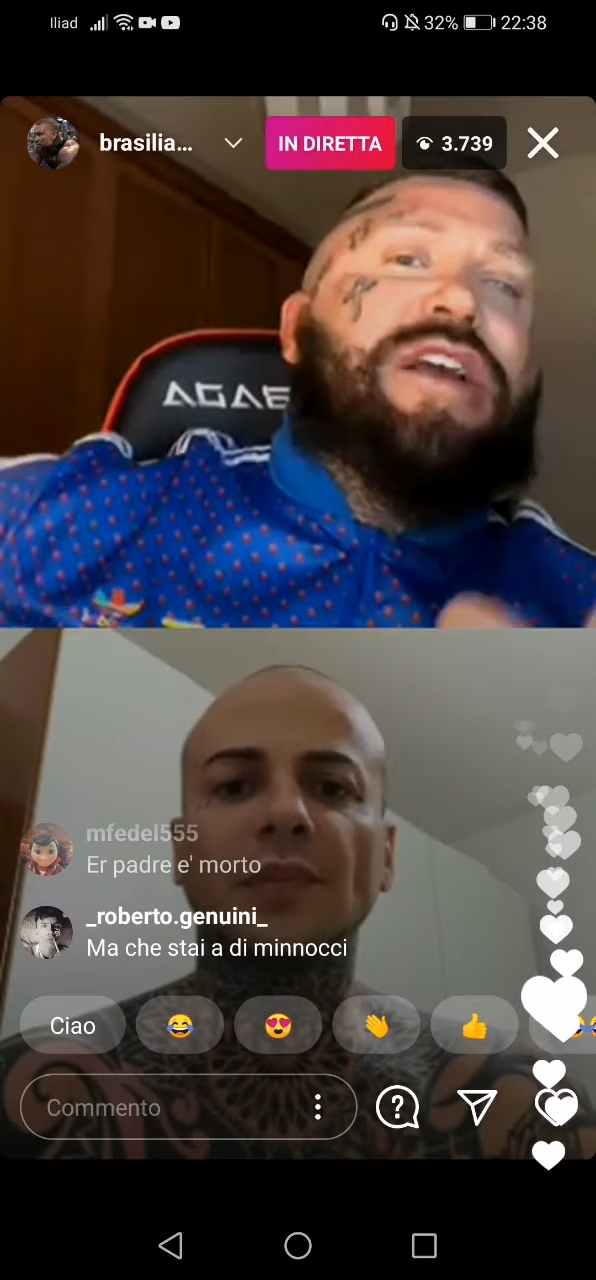 Iliad
32%
22:38
brasilia...
IN DIRETTA
3.739
mfedel555
Er padre e' morto
_roberto.genuini_
Ma che stai a di minnocci
Ciao
Commento